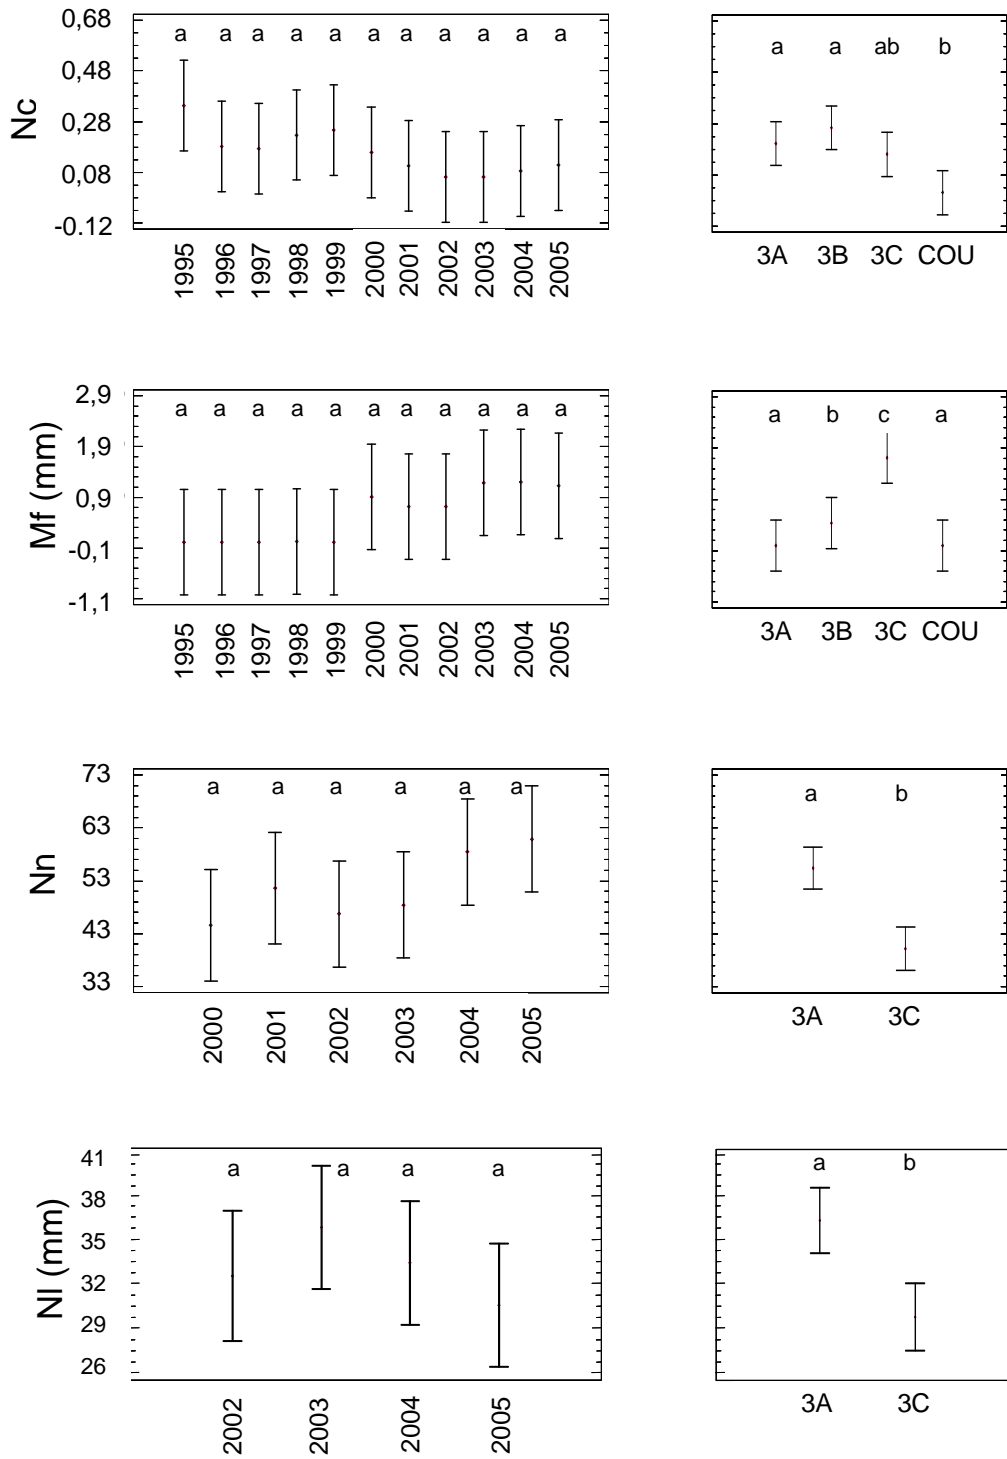 0,68
0,48
0,28
0,08
-0.12
Nc
a a a a a a a a a a a
1995 1996 1997 1998 1999 2000 2001 2002 2003 2004 2005
a a ab b
3A 3B 3C COU
2,9
1,9
0,9
-0,1
-1,1
Mf (mm)
a a a a a a a a a a a
1995 1996 1997 1998 1999 2000 2001 2002 2003 2004 2005
a b c a
3A 3B 3C COU
73
63
53
43
33
Nn
a a a a a a
2000 2001 2002 2003 2004 2005
a b
3A 3C
41
38
35
32
29
26
Nl (mm)
a a a a
2002 2003 2004 2005
a b
3A 3C